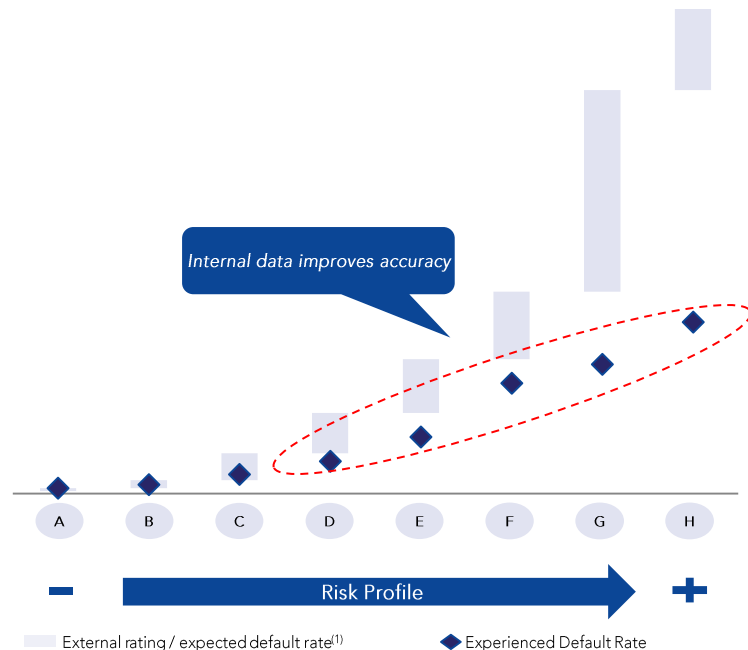 Internal data improves accuracy
A B C D E F G H
− Risk Profile +
External rating / expected default rate(1) Experienced Default Rate